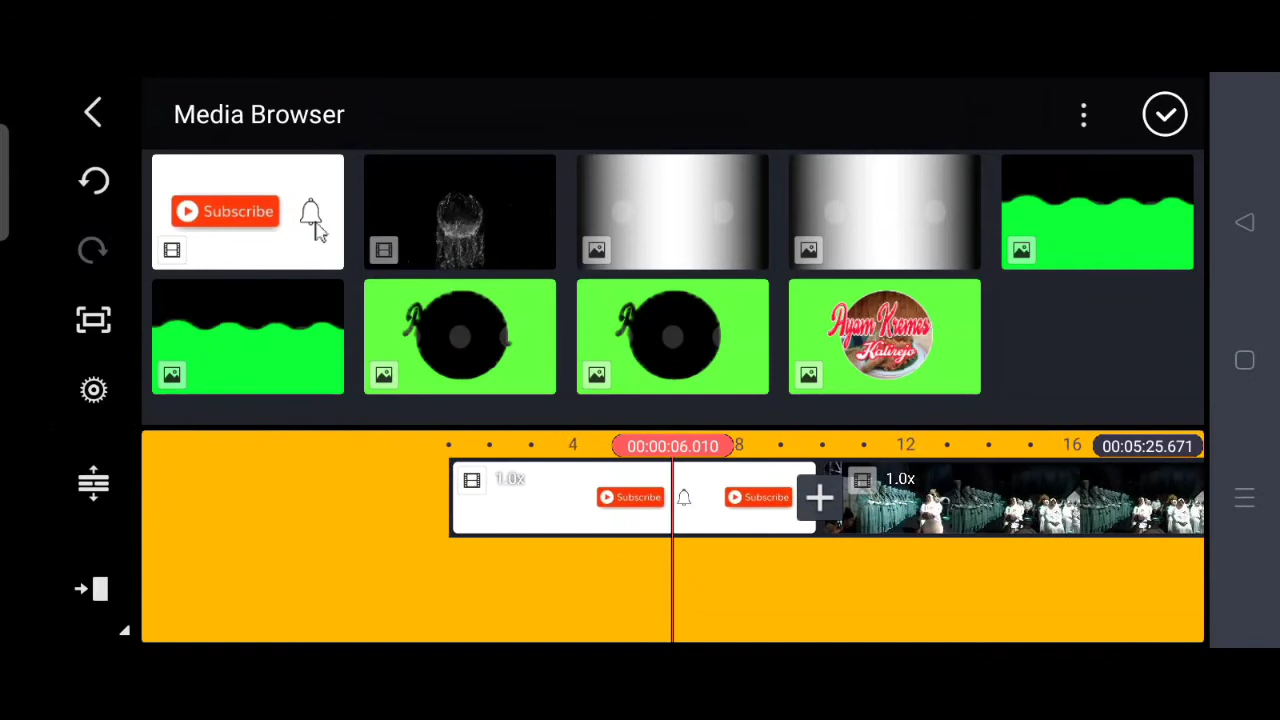 Media Browser
Subscribe
Ayam Kremes
Kalirejo
4
00:00:06.010
8
12
16
00:05:25.671
1.0x
Subscribe
Subscribe
1.0x